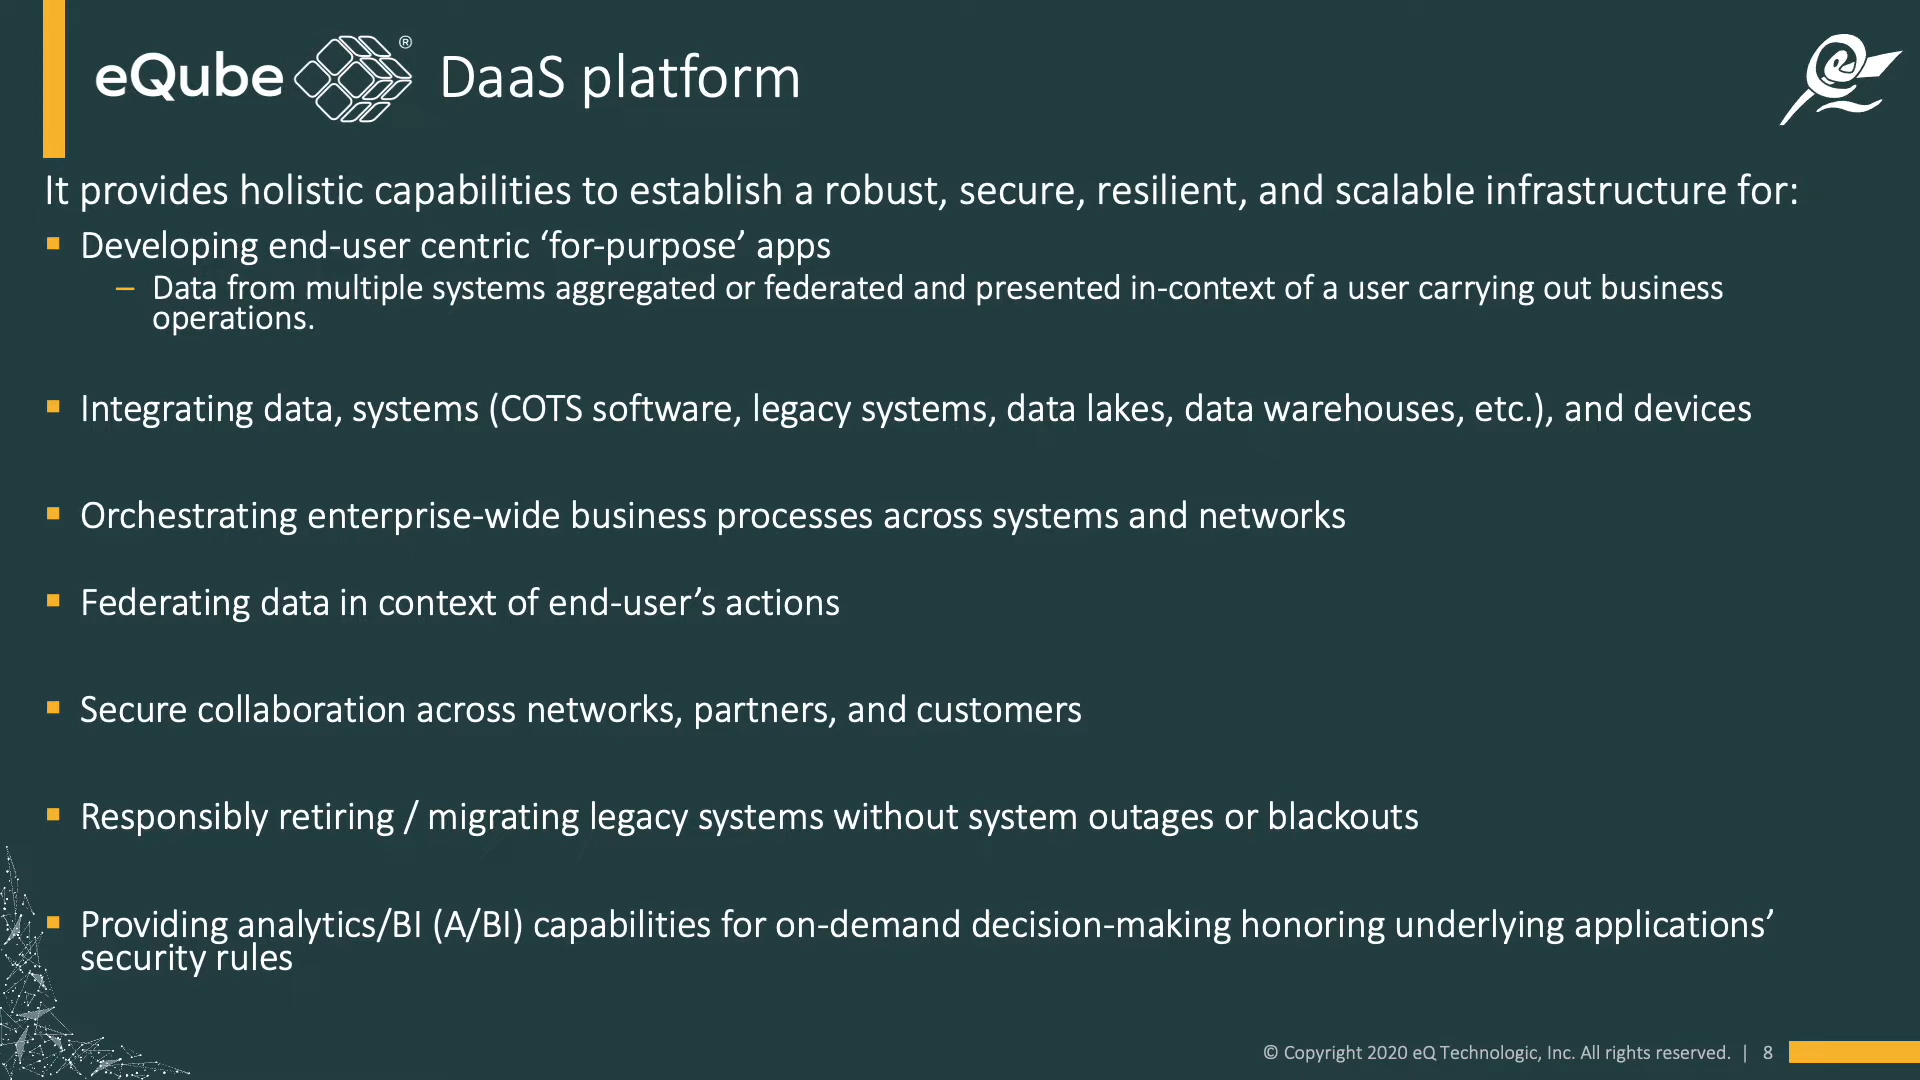 eQube ® DaaS platform
It provides holistic capabilities to establish a robust, secure, resilient, and scalable infrastructure for:
▪ Developing end-user centric ‘for-purpose’ apps
– Data from multiple systems aggregated or federated and presented in-context of a user carrying out business
operations.
▪ Integrating data, systems (COTS software, legacy systems, data lakes, data warehouses, etc.), and devices
▪ Orchestrating enterprise-wide business processes across systems and networks
▪ Federating data in context of end-user’s actions
▪ Secure collaboration across networks, partners, and customers
▪ Responsibly retiring / migrating legacy systems without system outages or blackouts
▪ Providing analytics/BI (A/BI) capabilities for on-demand decision-making honoring underlying applications’
security rules
© Copyright 2020 eQ Technologic, Inc. All rights reserved. | 8